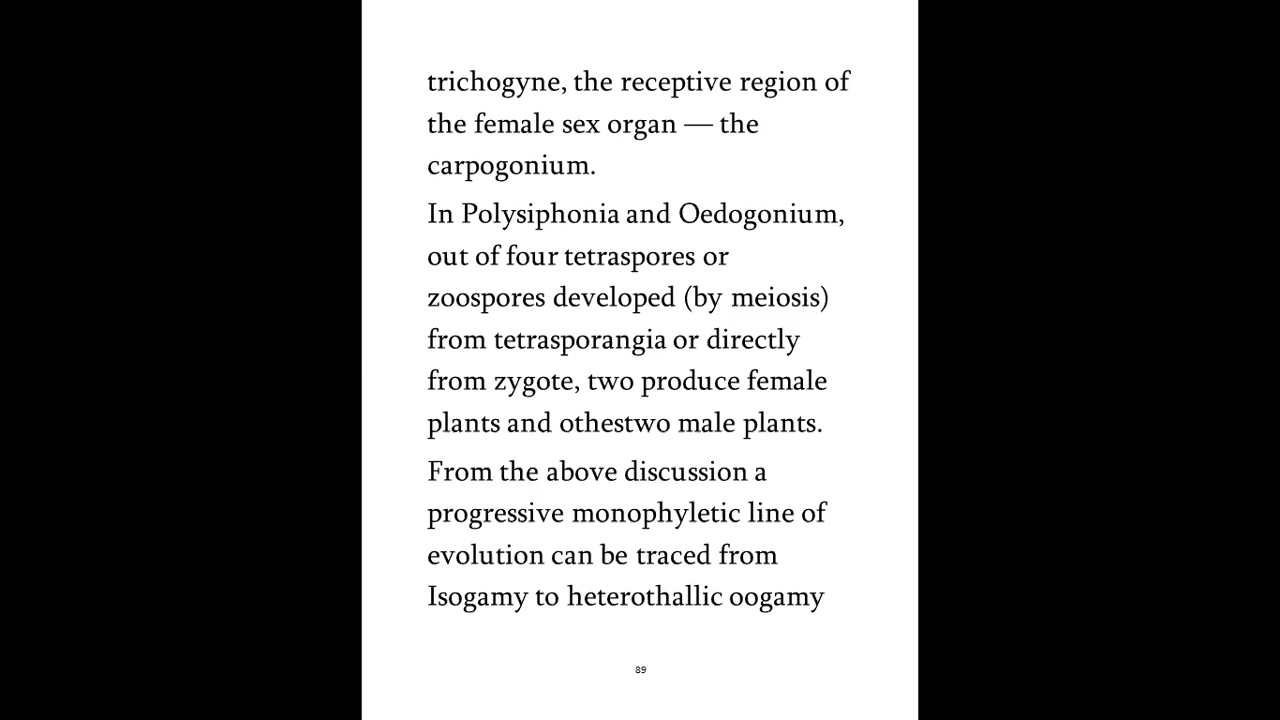 trichogyne, the receptive region of
the female sex organ — the
carpogonium.
In Polysiphonia and Oedogonium,
out of four tetraspores or
zoospores developed (by meiosis)
from tetrasporangia or directly
from zygote, two produce female
plants and othestwo male plants.
From the above discussion a
progressive monophyletic line of
evolution can be traced from
Isogamy to heterothallic oogamy
89